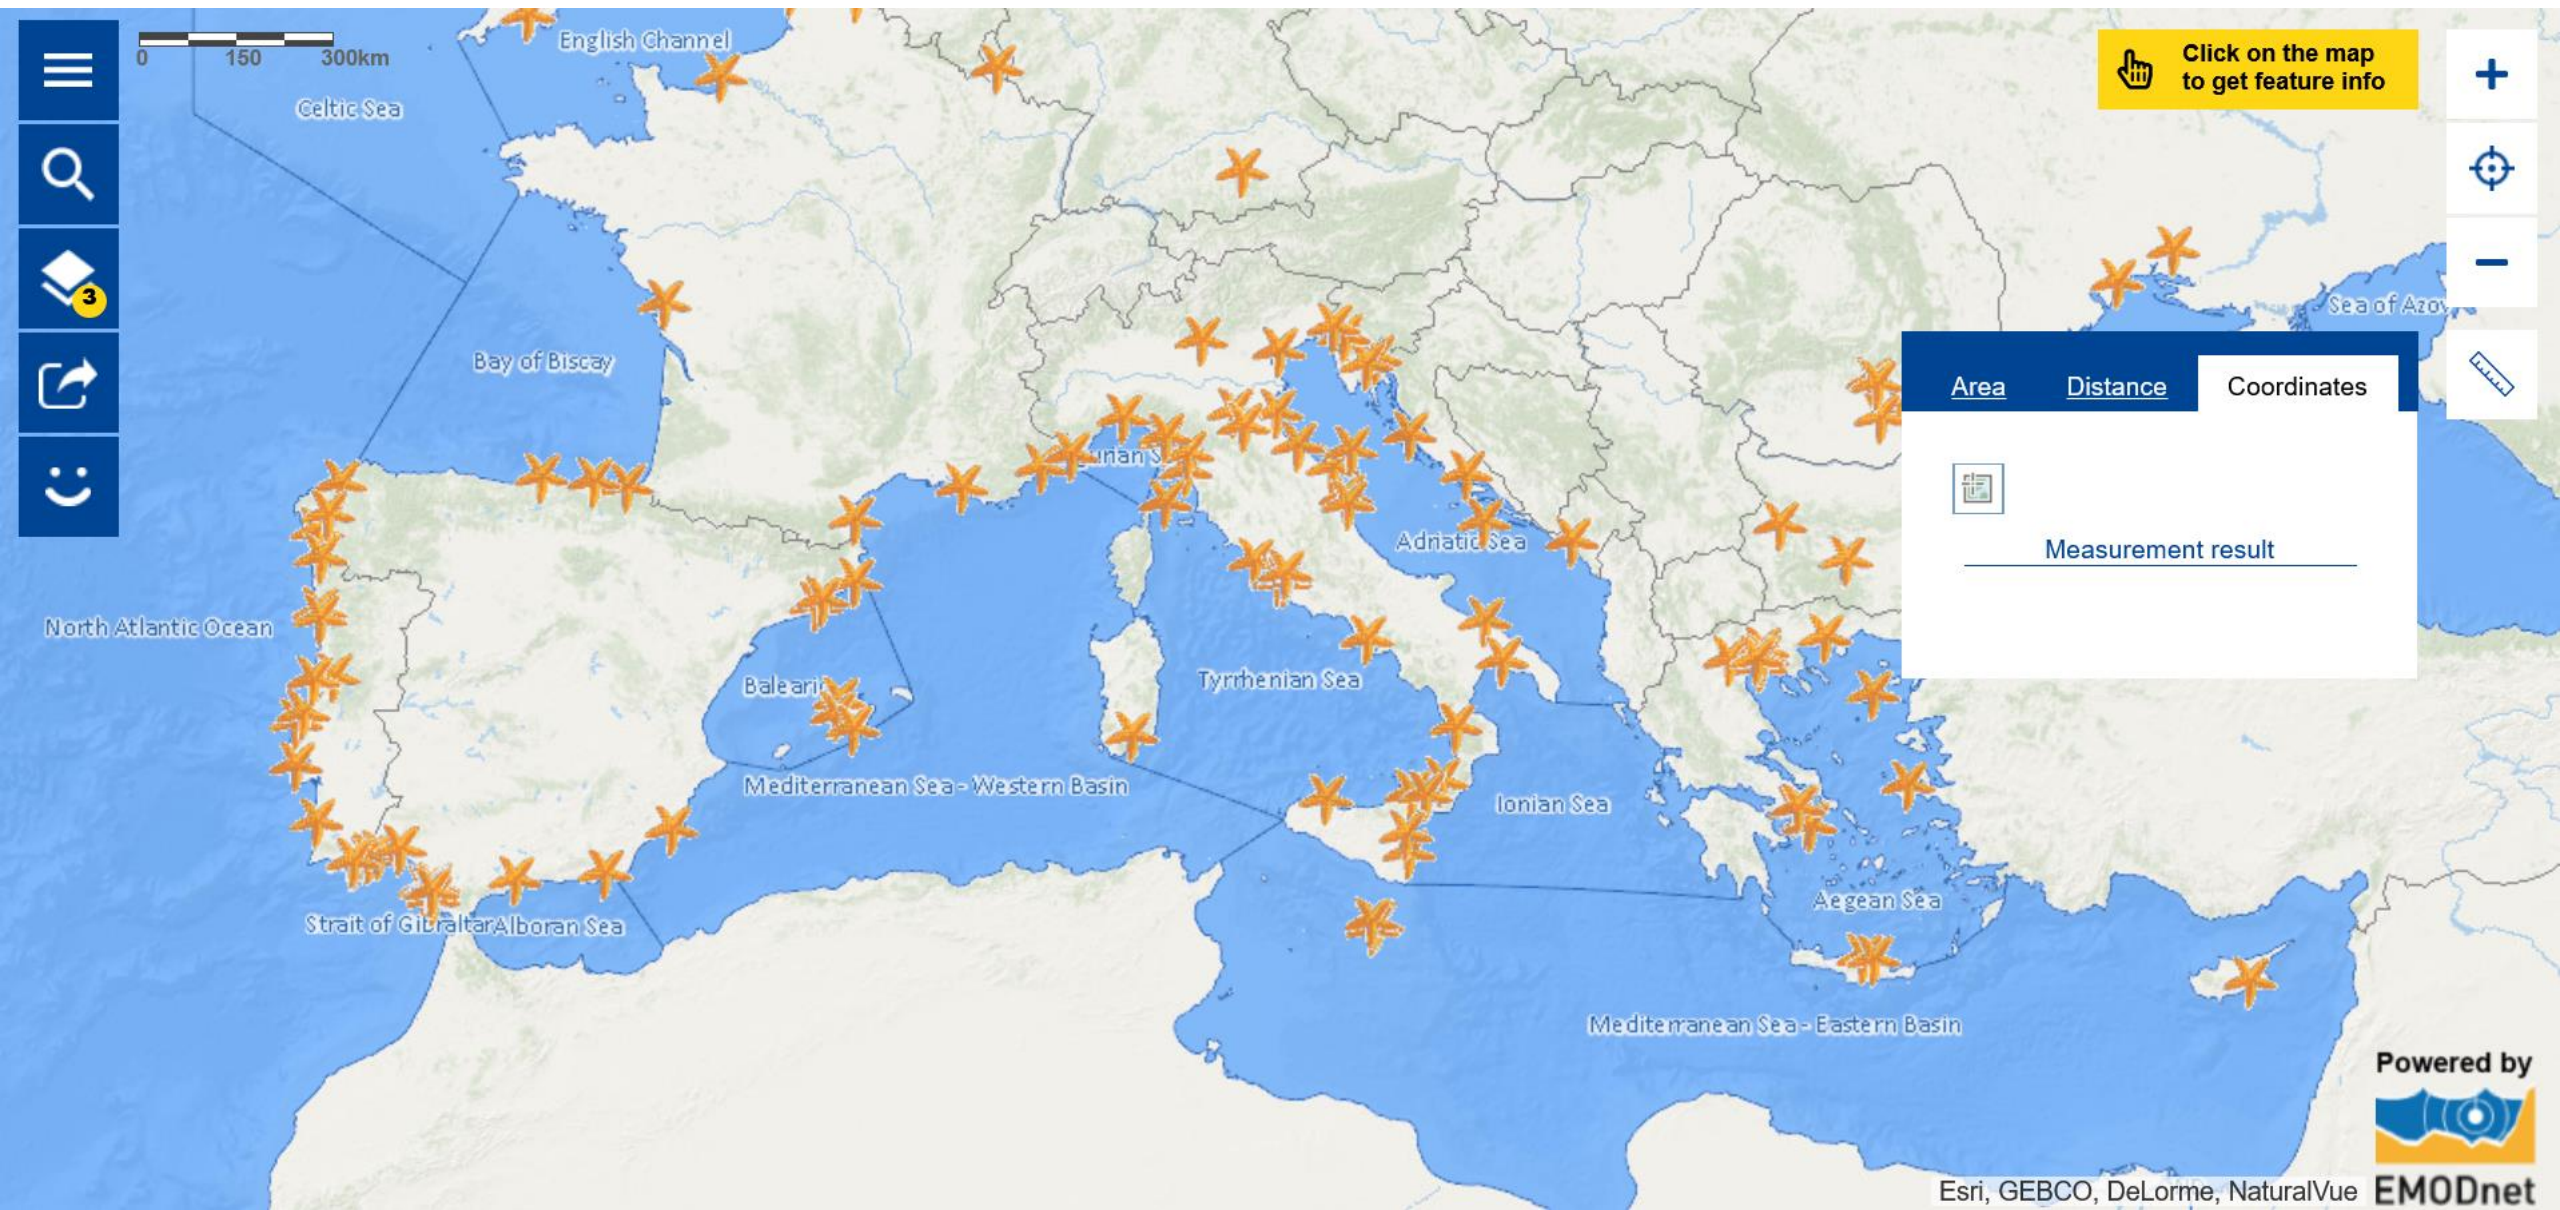 English Channel
Click on the map
to get feature info
0 150 300km
Celtic Sea
3
Sea of Azov
Bay of Biscay
Area Distance Coordinates
Adriatic Sea
Measurement result
North Atlantic Ocean
Tyrrhenian Sea
Mediterranean Sea - Western Basin
Ionian Sea
Aegean Sea
Strait of Gibraltar
Alboran Sea
Mediterranean Sea - Eastern Basin
Powered by
EMODnet
Esri, GEBCO, DeLorme, NaturalVue